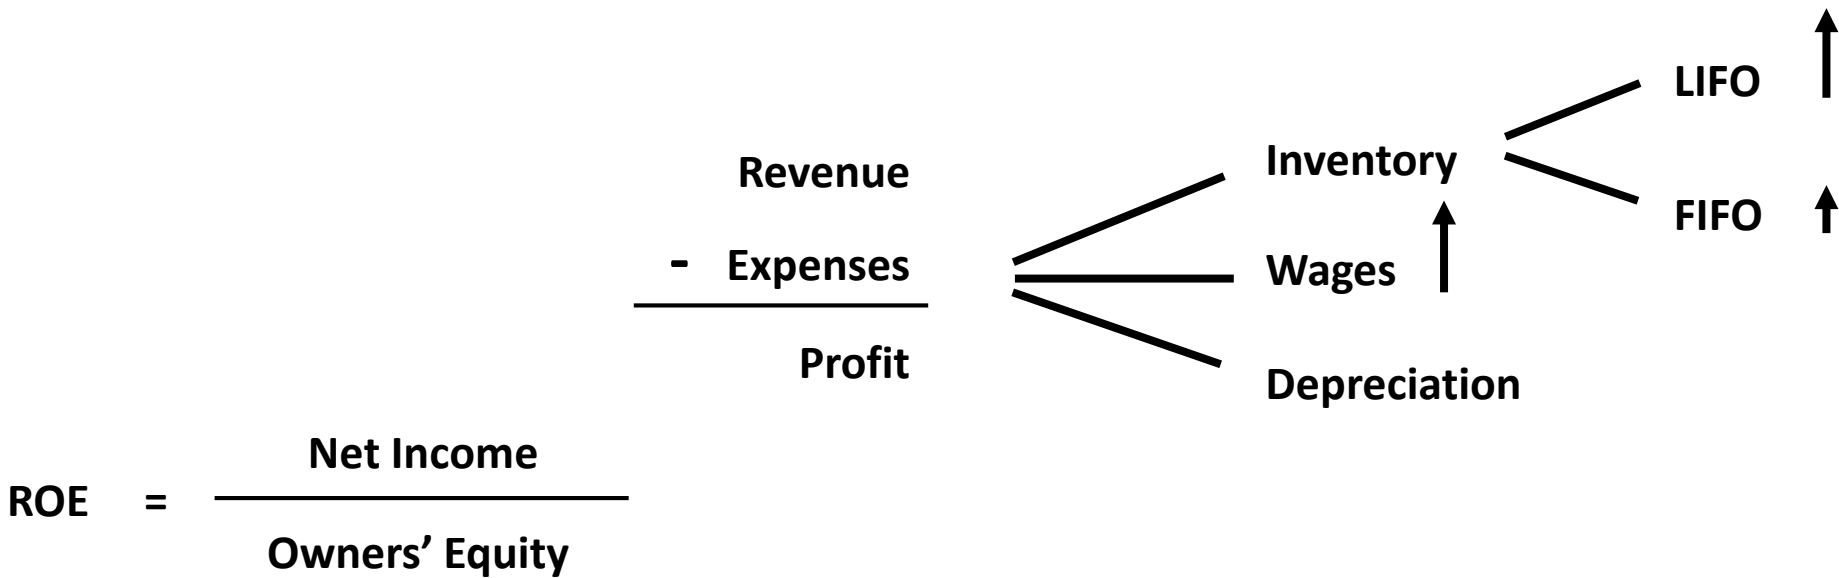 LIFO
Inventory
Revenue
FIFO
- Expenses
Wages
Profit
Depreciation
Net Income
ROE =
Owners’ Equity